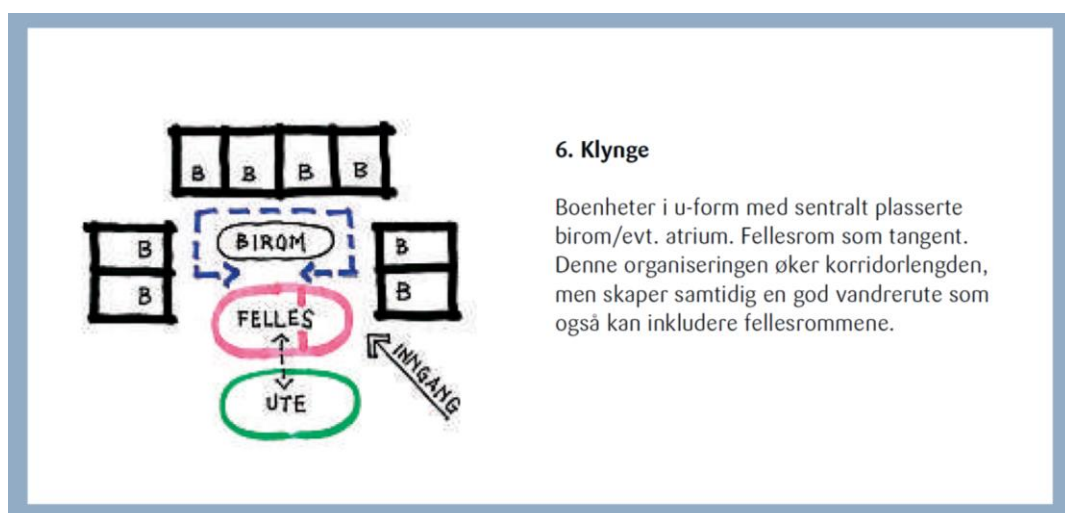 B B B B
BIROM
B
B
B
B
FELLES
INNGANG
UTE
6. Klynge
Boenheter i u-form med sentralt plasserte
birom/evt. atrium. Fellesrom som tangent.
Denne organiseringen øker korridorlengden,
men skaper samtidig en god vandrerute som
også kan inkludere fellesrommene.